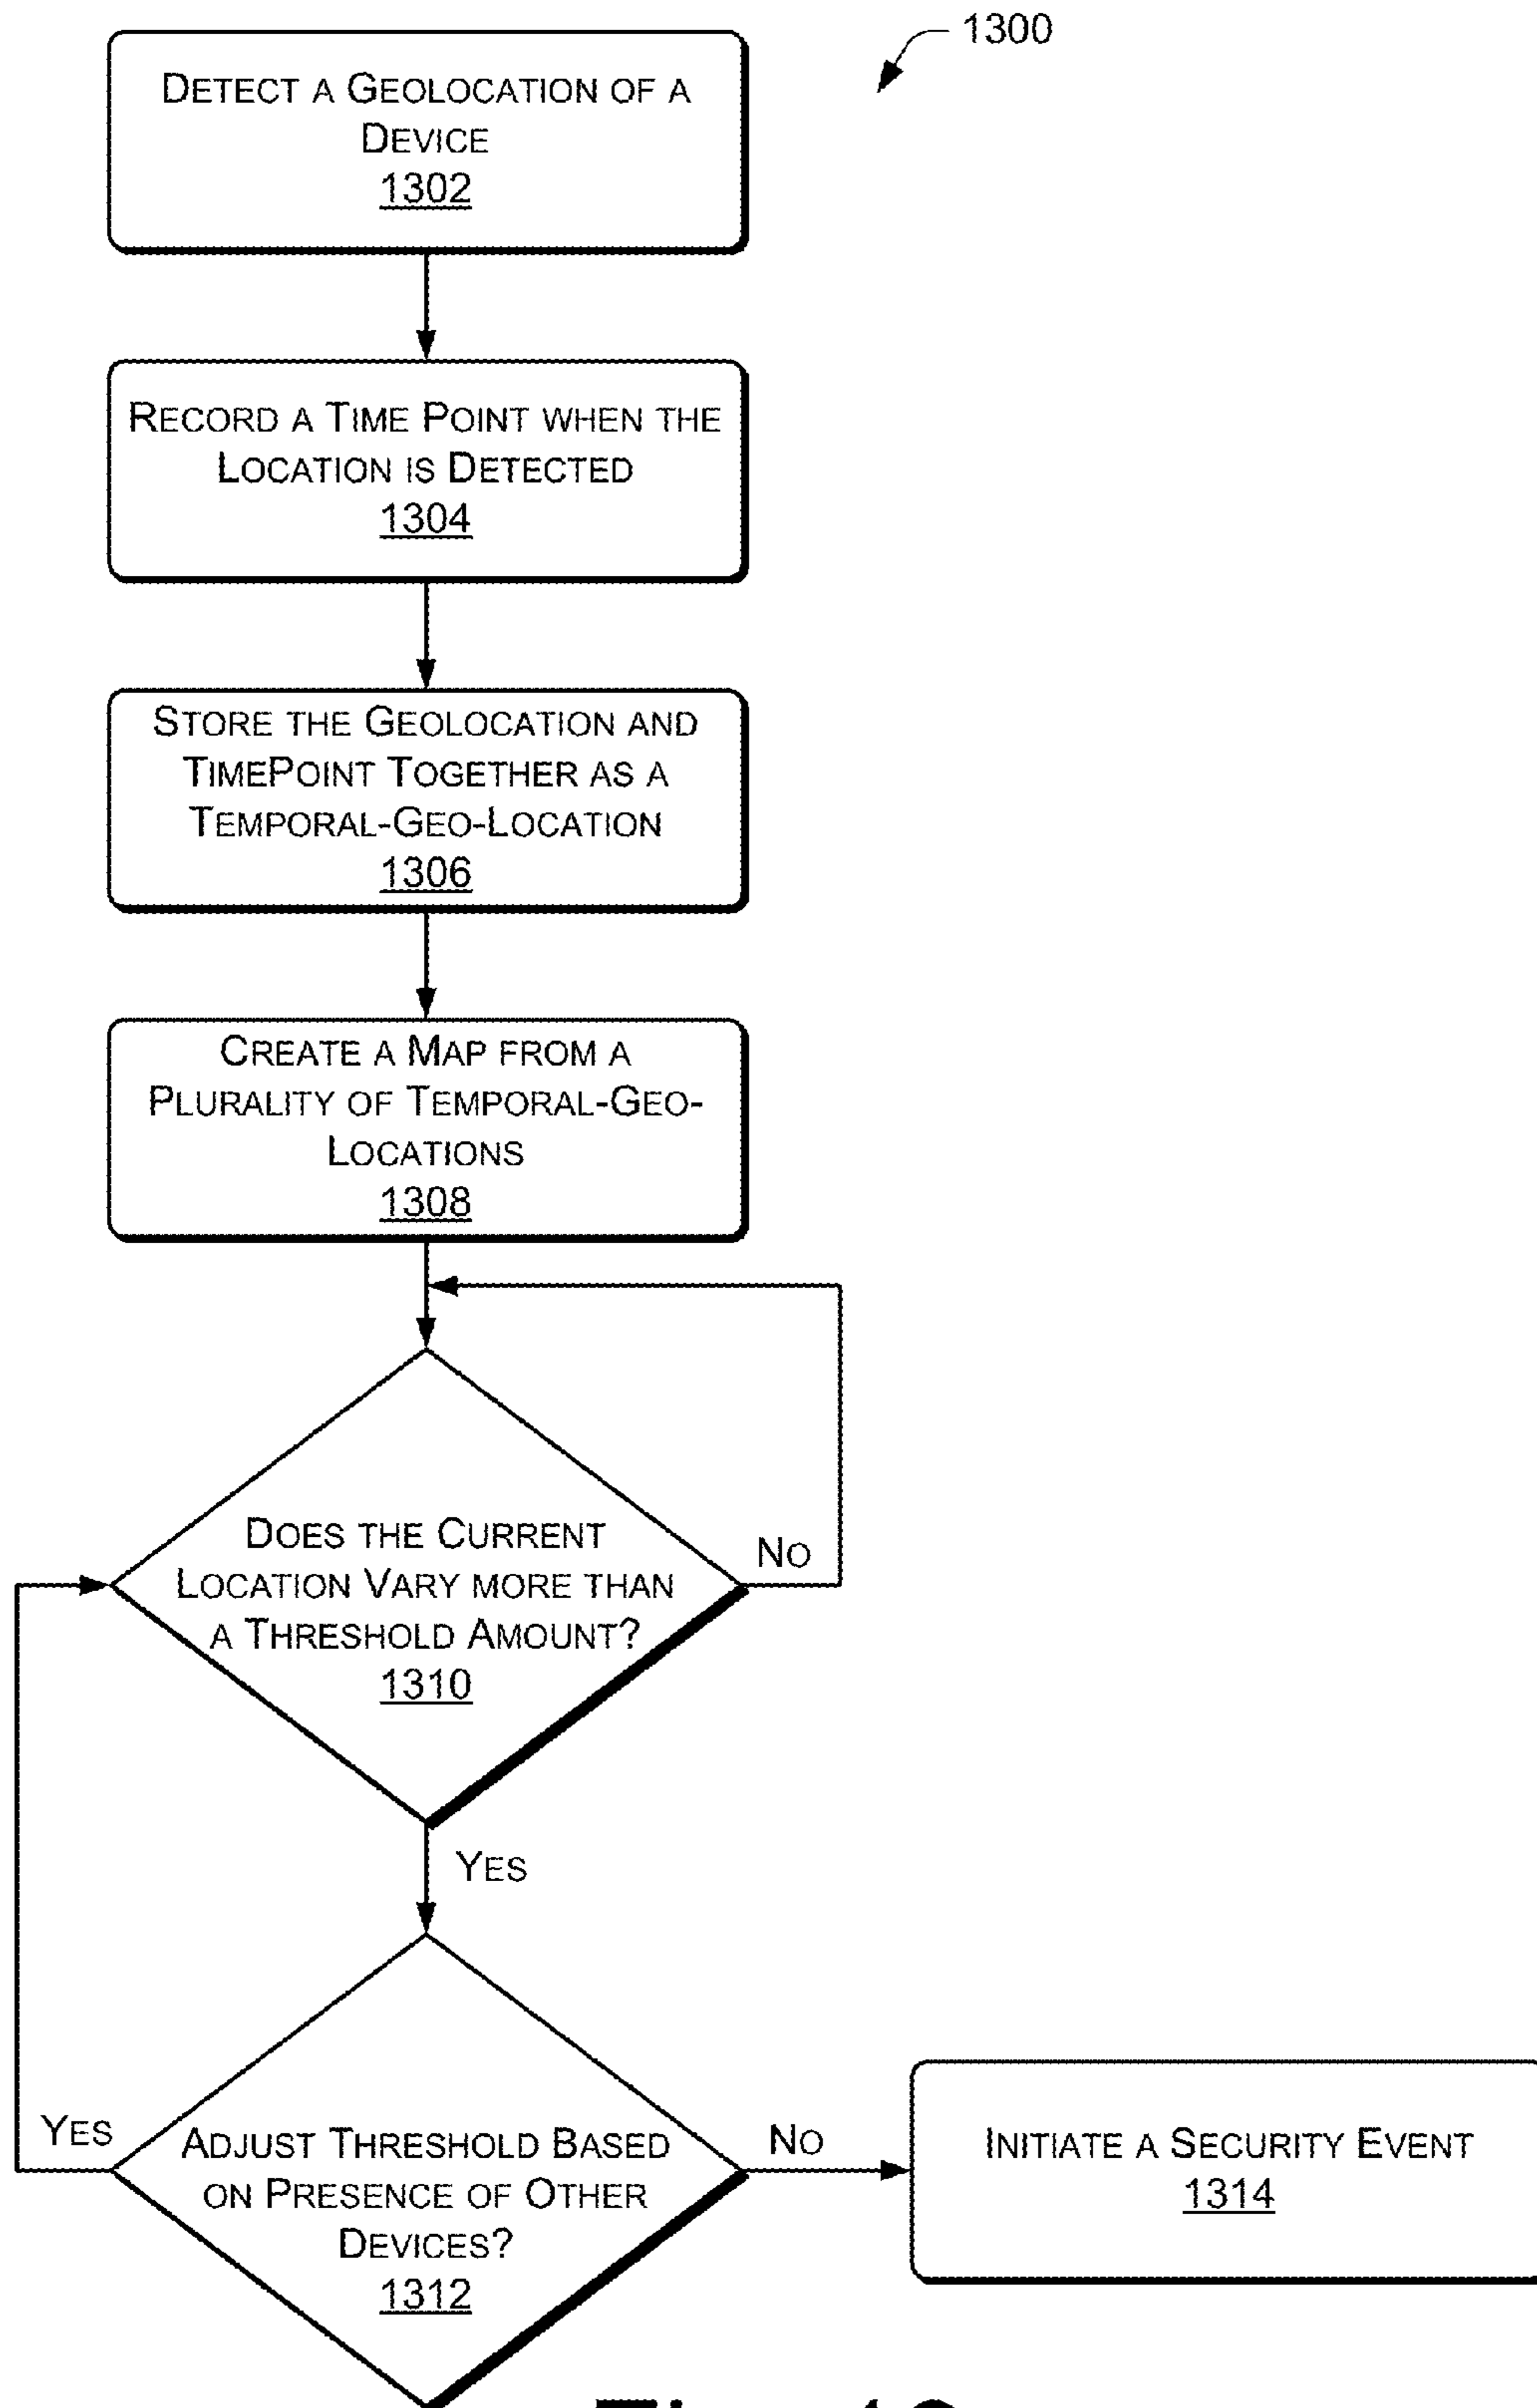 1300
DETECT A GEOLOCATION OF A
DEVICE
1302
RECORD A TIME POINT WHEN THE
LOCATION IS DETECTED
1304
STORE THE GEOLOCATION AND
TIMEPOINT TOGETHER AS A
TEMPORAL-GEO-LOCATION
1306
CREATE A MAP FROM A
PLURALITY OF TEMPORAL-GEO-
LOCATIONS
1308
DOES THE CURRENT
LOCATION VARY MORE THAN
A THRESHOLD AMOUNT?
1310
NO
YES
ADJUST THRESHOLD BASED
ON PRESENCE OF OTHER
DEVICES?
1312
YES
NO
INITIATE A SECURITY EVENT
1314